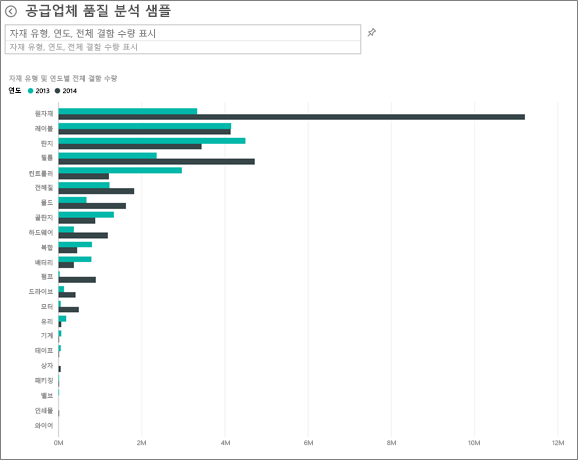 공급업체 품질 분석 샘플
자재 유형, 연도, 전체 결함 수량 표시
자재 유형, 연도, 전체 결함 수량 표시
자재 유형 및 연도별 전체 결함 수량
연도 2013 2014
원자재
레이블
판지
필름
컨트롤러
전해질
몰드
골판지
하드웨어
복합
배터리
펌프
드라이브
모터
유리
기계
테이프
상자
패키징
밸브
인쇄물
와이어
0M 2M 4M 6M 8M 10M 12M